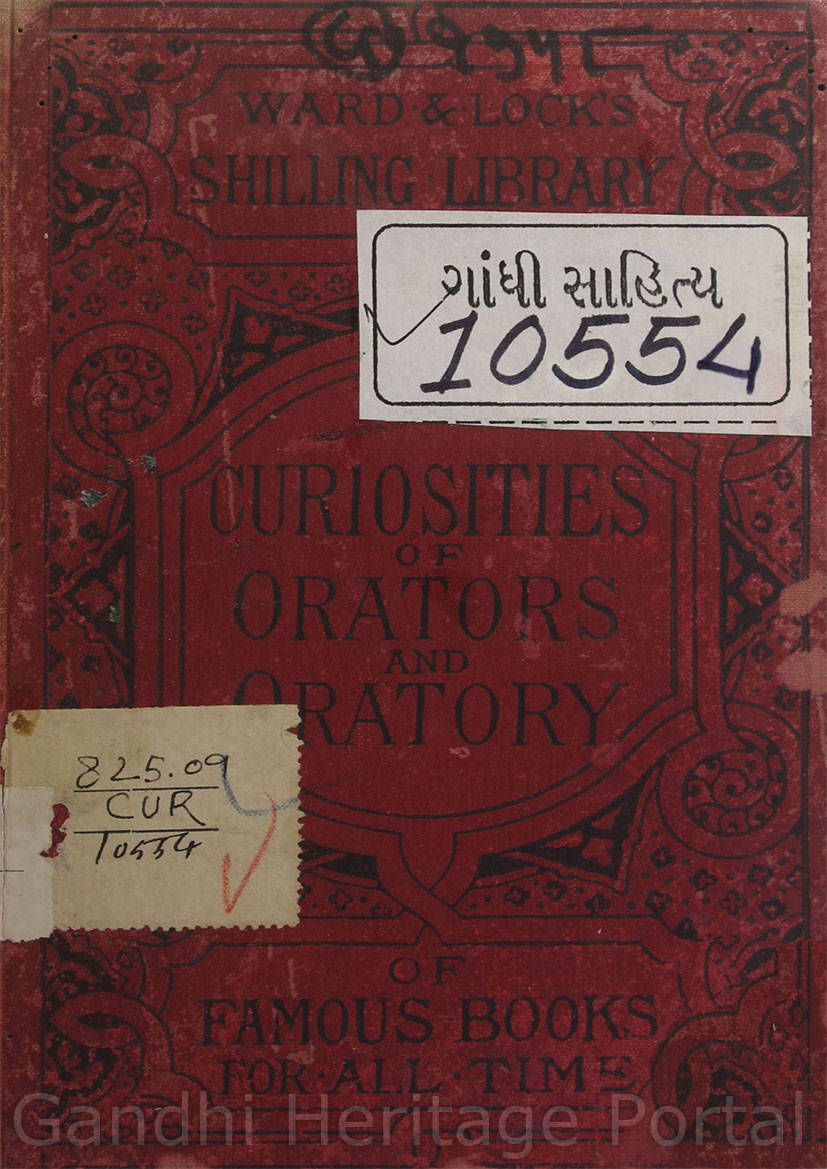 WARD & LOCK'S
SHILLING · LIBRARY
ગાંધી સાહિત્ય
10554
CURIOSITIES
OF
ORATORS
AND
ORATORY
825.09
CUR
10554
OF
FAMOUS BOOKS
FOR · ALL · TIME
Gandhi Heritage Portal